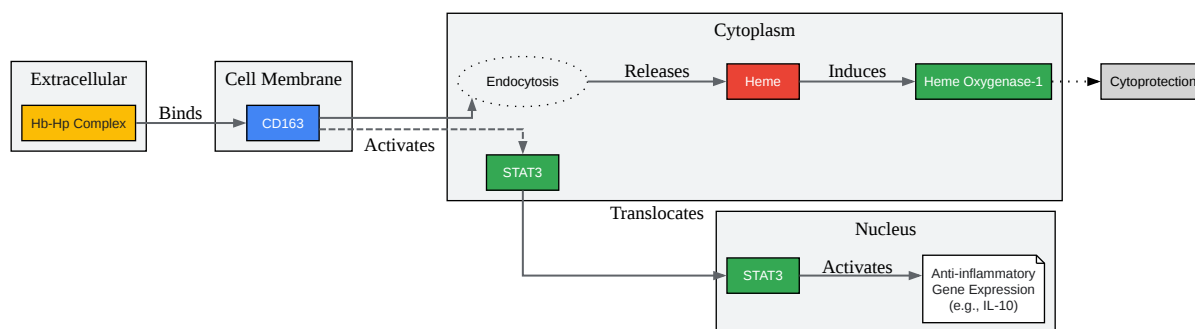 Cytoplasm
Extracellular
Cell Membrane
Endocytosis
Releases
Heme
Induces
Heme Oxygenase-1
Cytoprotection
Hb-Hp Complex
Binds
CD163
Activates
STAT3
Translocates
Nucleus
STAT3
Activates
Anti-inflammatory
Gene Expression
(e.g., IL-10)